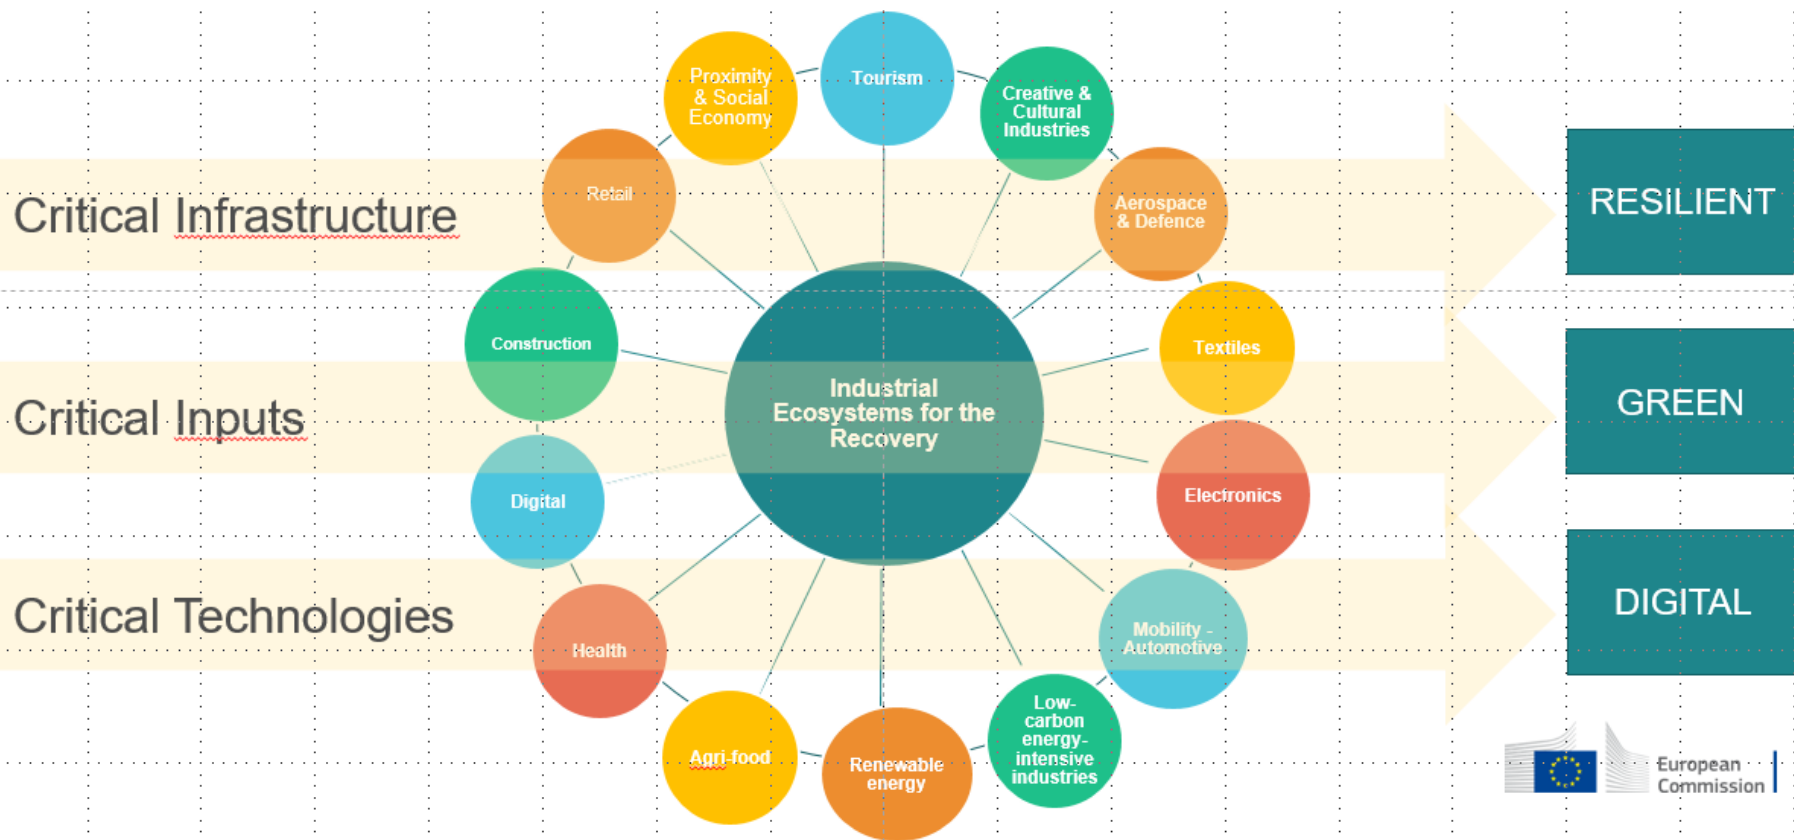 Tourism
Proximity
& Social
Economy
Creative &
Cultural
Industries
Retail
Aerospace
& Defence
Critical Infrastructure
RESILIENT
Construction
Textiles
Industrial
Ecosystems for the
Recovery
Critical Inputs
GREEN
Digital
Electronics
Critical Technologies
DIGITAL
Health
Mobility -
Automotive
Agri-food
Renewable
energy
Low-
carbon
energy-
intensive
industries
European
Commission